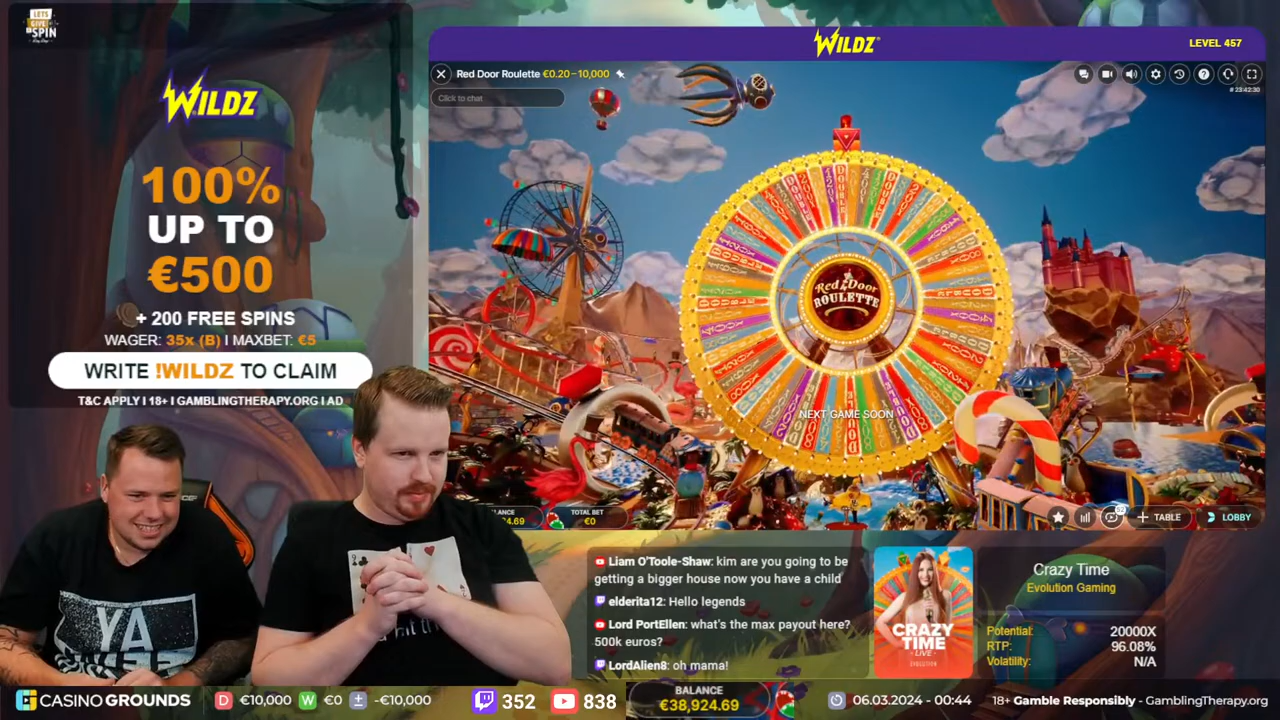 LETS
GIVE IT
A SPIN
WILDZ
100%
UP TO
€500
+ 200 FREE SPINS
WAGER: 35x (B) I MAXBET: €5
WRITE !WILDZ TO CLAIM
T&C APPLY I 18+ I GAMBLINGTHERAPY.ORG I AD
WILDZ
LEVEL 457
Red Door Roulette €0.20 – 10,000
Click to chat
# 23:42:30
Red Door
ROULETTE
NEXT GAME SOON
TOTAL BET
€0
TABLE
LOBBY
YA
Liam O'Toole-Shaw: kim are you going to be
getting a bigger house now you have a child
elderita12: Hello legends
Lord PortEllen: what's the max payout here?
500k euros?
LordAlien8: oh mama!
CRAZY
TIME
LIVE
EVOLUTION
Crazy Time
Evolution Gaming
Potential: 20000X
RTP: 96.08%
Volatility: N/A
CASINO GROUNDS
D €10,000 W €0 ± -€10,000
352
838
BALANCE
€38,924.69
06.03.2024 - 00:44
18+ Gamble Responsibly - GamblingTherapy.org